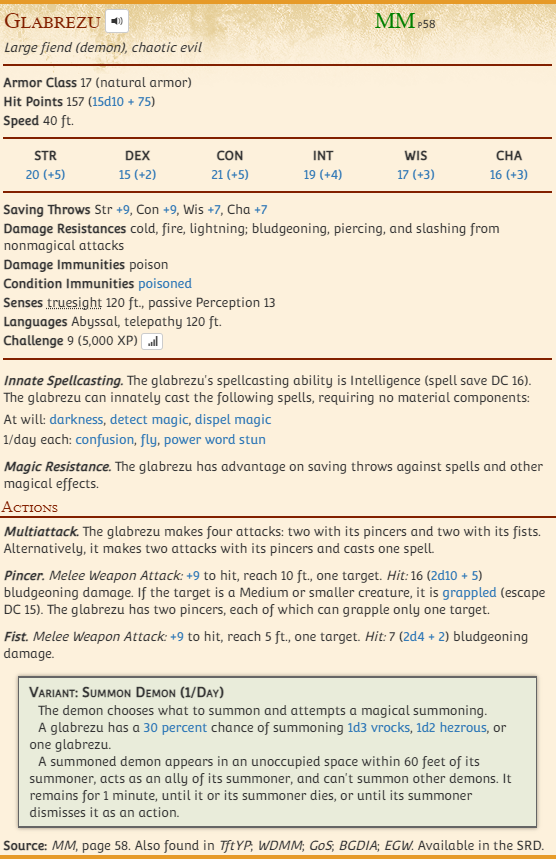 Glabrezu MM p58
Large fiend (demon), chaotic evil
Armor Class 17 (natural armor)
Hit Points 157 (15d10 + 75)
Speed 40 ft.
STR DEX CON INT WIS CHA
20 (+5) 15 (+2) 21 (+5) 19 (+4) 17 (+3) 16 (+3)
Saving Throws Str +9, Con +9, Wis +7, Cha +7
Damage Resistances cold, fire, lightning; bludgeoning, piercing, and slashing from
nonmagical attacks
Damage Immunities poison
Condition Immunities poisoned
Senses truesight 120 ft., passive Perception 13
Languages Abyssal, telepathy 120 ft.
Challenge 9 (5,000 XP)
Innate Spellcasting. The glabrezu's spellcasting ability is Intelligence (spell save DC 16).
The glabrezu can innately cast the following spells, requiring no material components:
At will: darkness, detect magic, dispel magic
1/day each: confusion, fly, power word stun
Magic Resistance. The glabrezu has advantage on saving throws against spells and other
magical effects.
Actions
Multiattack. The glabrezu makes four attacks: two with its pincers and two with its fists.
Alternatively, it makes two attacks with its pincers and casts one spell.
Pincer. Melee Weapon Attack: +9 to hit, reach 10 ft., one target. Hit: 16 (2d10 + 5)
bludgeoning damage. If the target is a Medium or smaller creature, it is grappled (escape
DC 15). The glabrezu has two pincers, each of which can grapple only one target.
Fist. Melee Weapon Attack: +9 to hit, reach 5 ft., one target. Hit: 7 (2d4 + 2) bludgeoning
damage.
Variant: Summon Demon (1/Day)
The demon chooses what to summon and attempts a magical summoning.
A glabrezu has a 30 percent chance of summoning 1d3 vrocks, 1d2 hezrous, or
one glabrezu.
A summoned demon appears in an unoccupied space within 60 feet of its
summoner, acts as an ally of its summoner, and can't summon other demons. It
remains for 1 minute, until it or its summoner dies, or until its summoner
dismisses it as an action.
Source: MM, page 58. Also found in TftYP; WDMM; GoS; BGDIA; EGW. Available in the SRD.